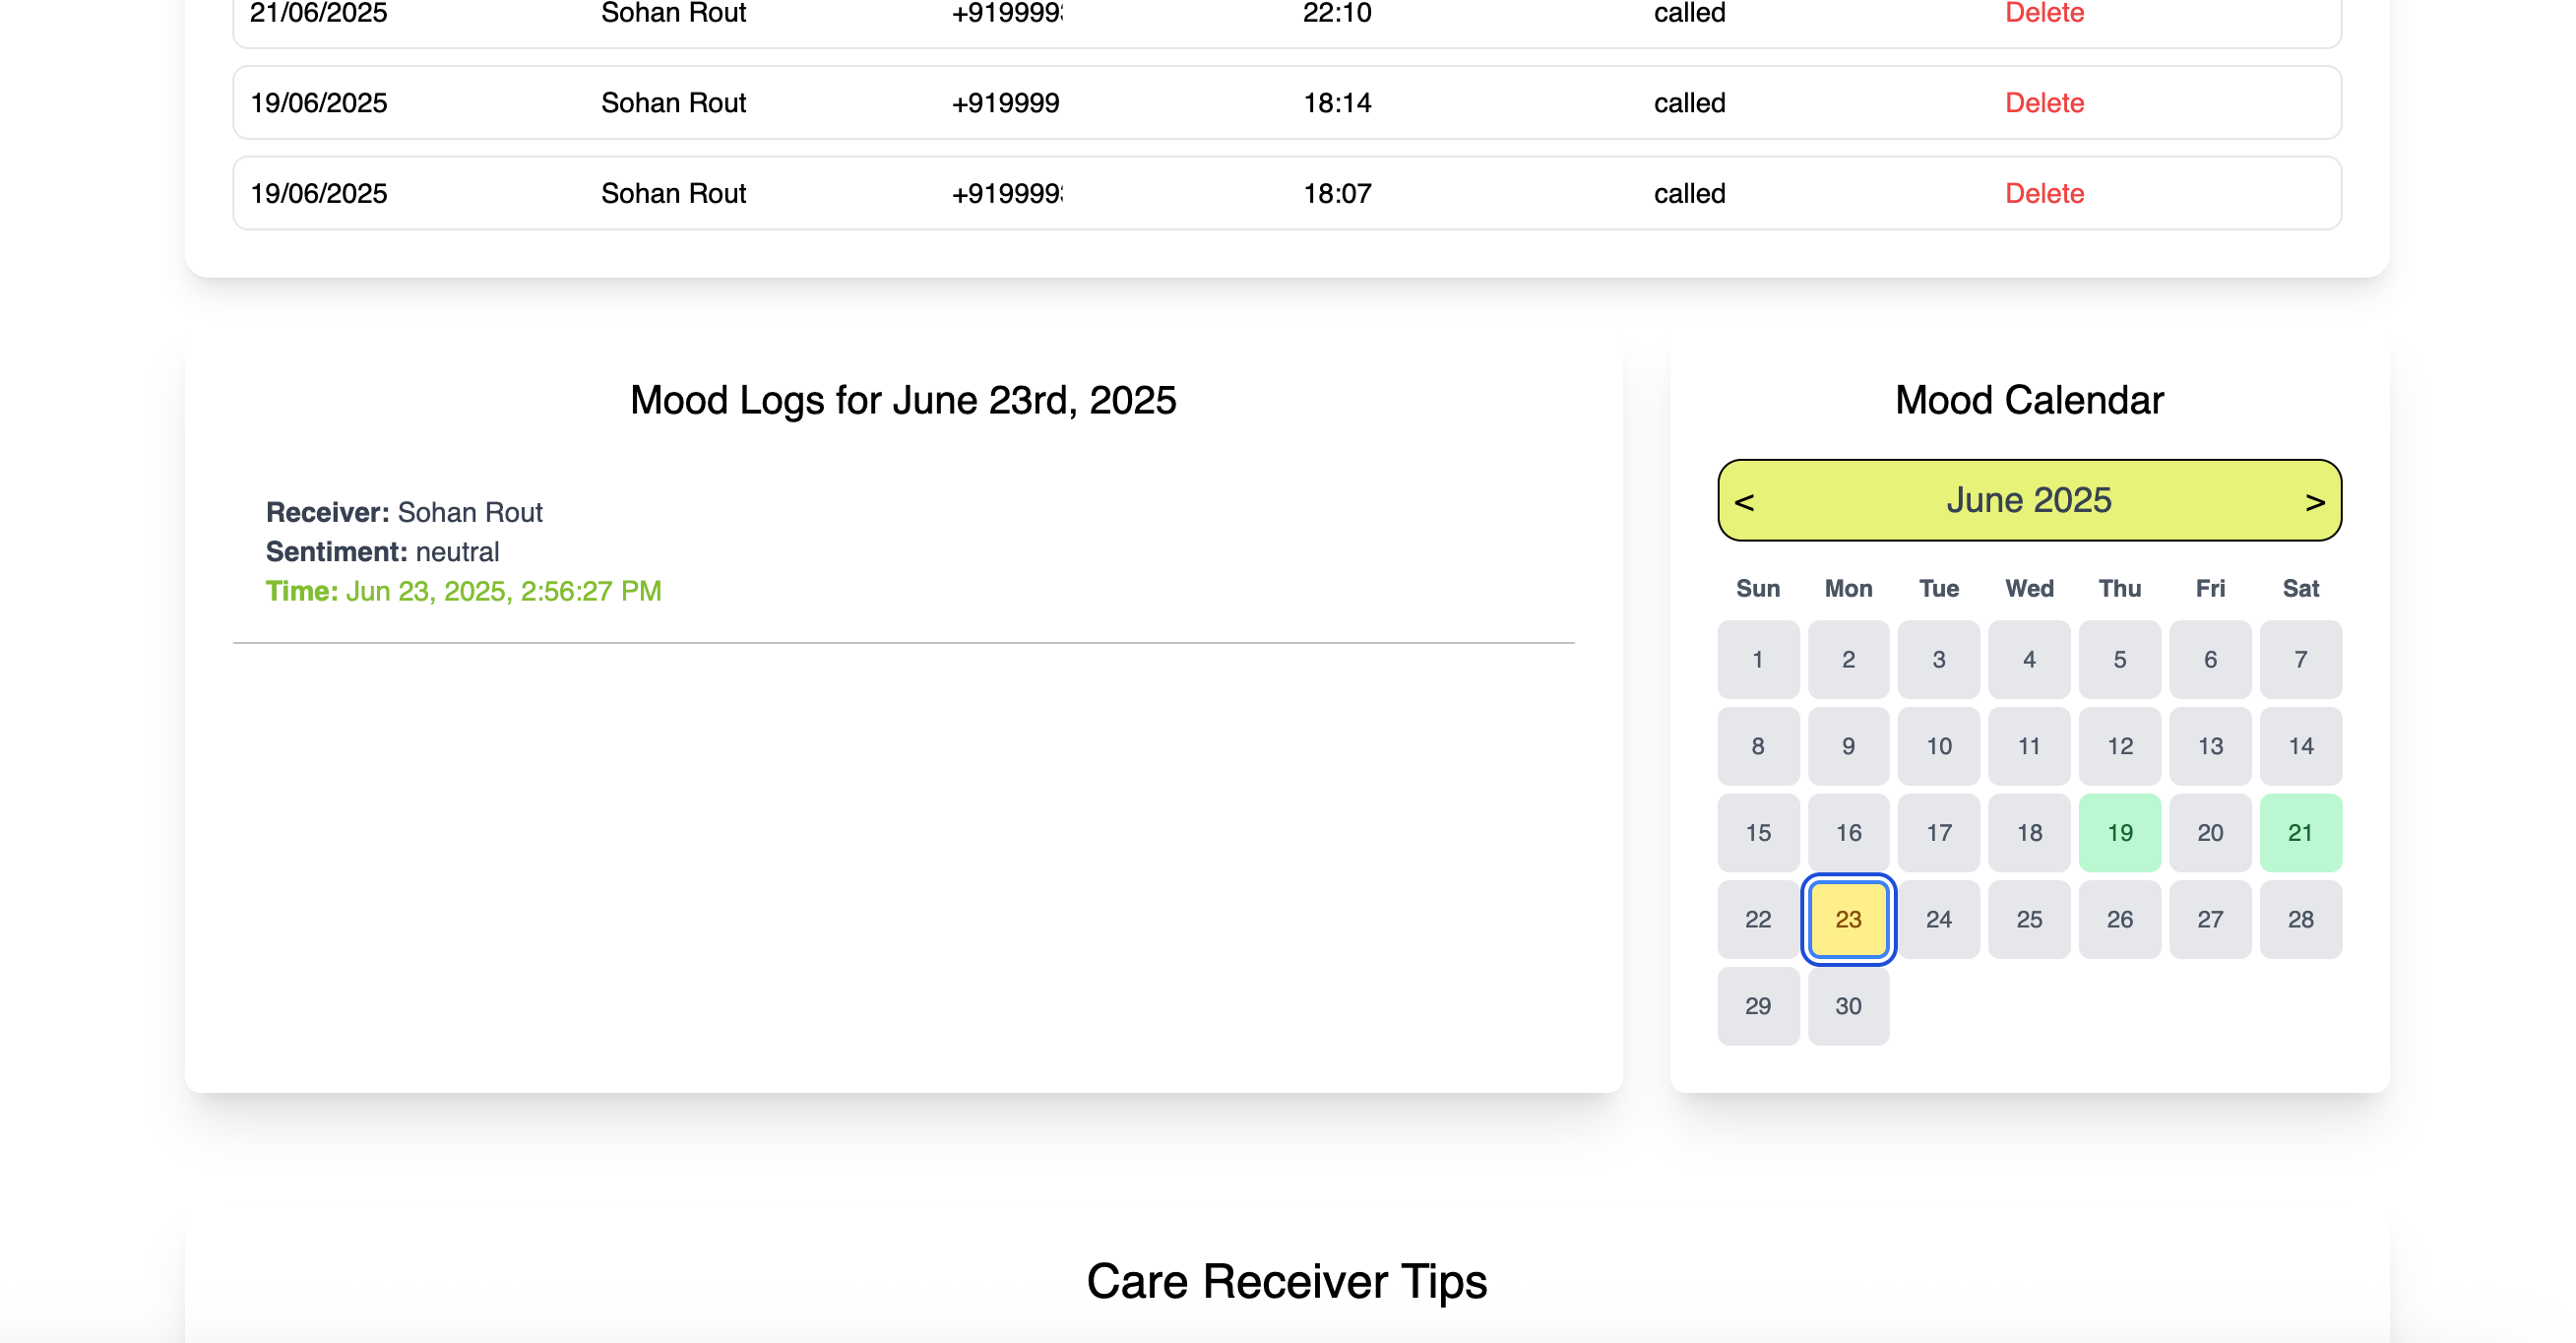 21/06/2025 Sohan Rout +919999 22:10 called Delete
19/06/2025 Sohan Rout +919999 18:14 called Delete
19/06/2025 Sohan Rout +919999 18:07 called Delete
Mood Logs for June 23rd, 2025
Receiver: Sohan Rout
Sentiment: neutral
Time: Jun 23, 2025, 2:56:27 PM
Mood Calendar
< June 2025 >
Sun Mon Tue Wed Thu Fri Sat
1 2 3 4 5 6 7
8 9 10 11 12 13 14
15 16 17 18 19 20 21
22 23 24 25 26 27 28
29 30
Care Receiver Tips